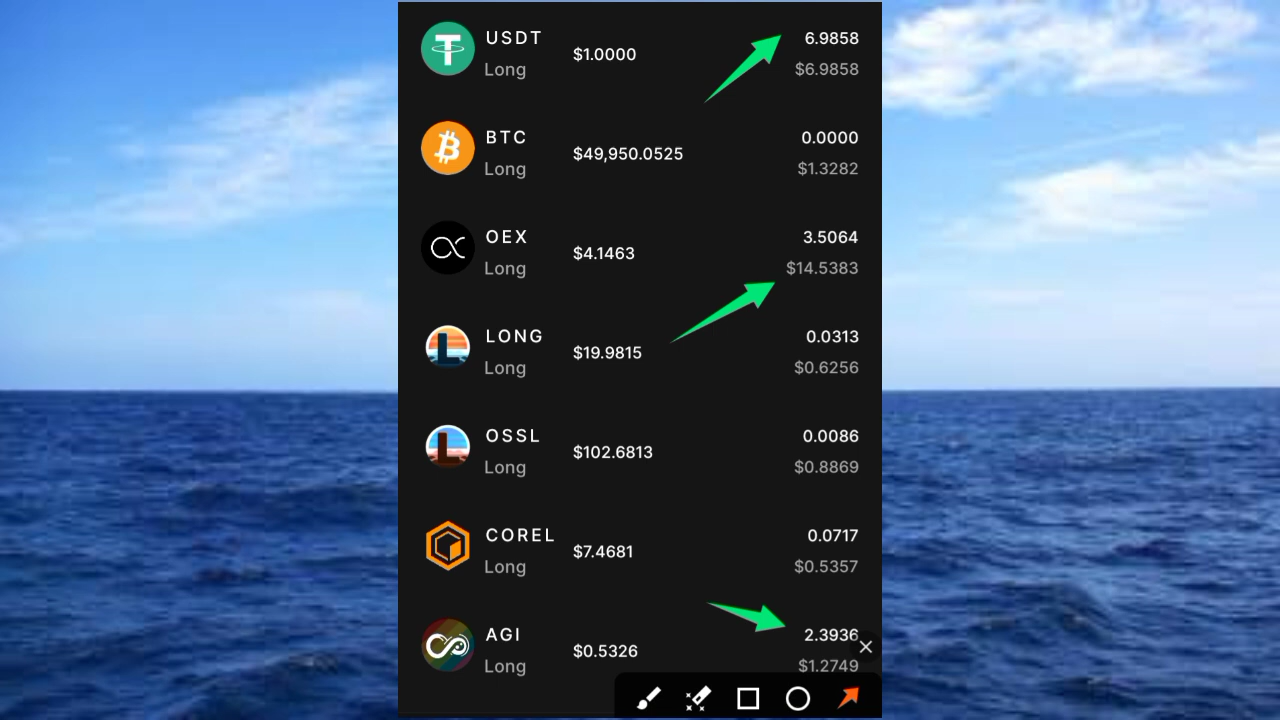 USDT
Long
$1.0000
6.9858
$6.9858
BTC
Long
$49,950.0525
0.0000
$1.3282
OEX
Long
$4.1463
3.5064
$14.5383
LONG
Long
$19.9815
0.0313
$0.6256
OSSL
Long
$102.6813
0.0086
$0.8869
COREL
Long
$7.4681
0.0717
$0.5357
AGI
Long
$0.5326
2.3936
$1.2749